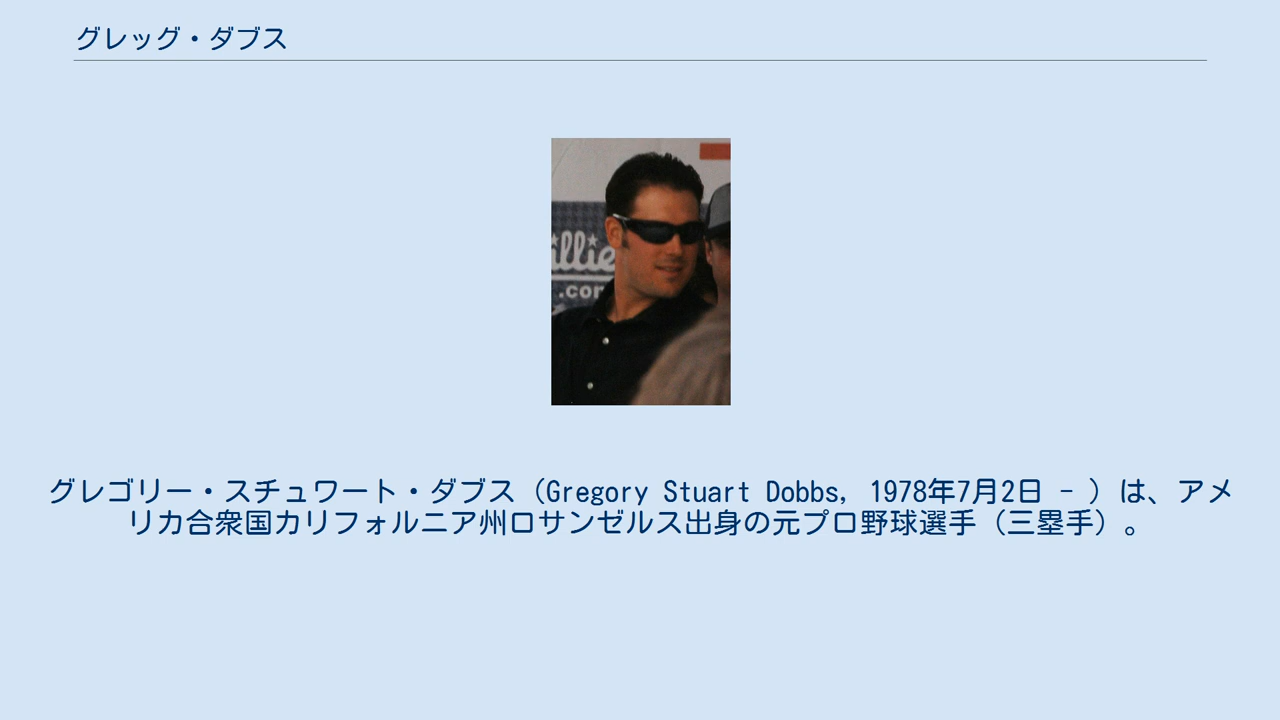 グレッグ・ダブス
illie
.com
グレゴリー・スチュワート・ダブス（Gregory Stuart Dobbs, 1978年7月2日 - ）は、アメ
リカ合衆国カリフォルニア州ロサンゼルス出身の元プロ野球選手（三塁手）。